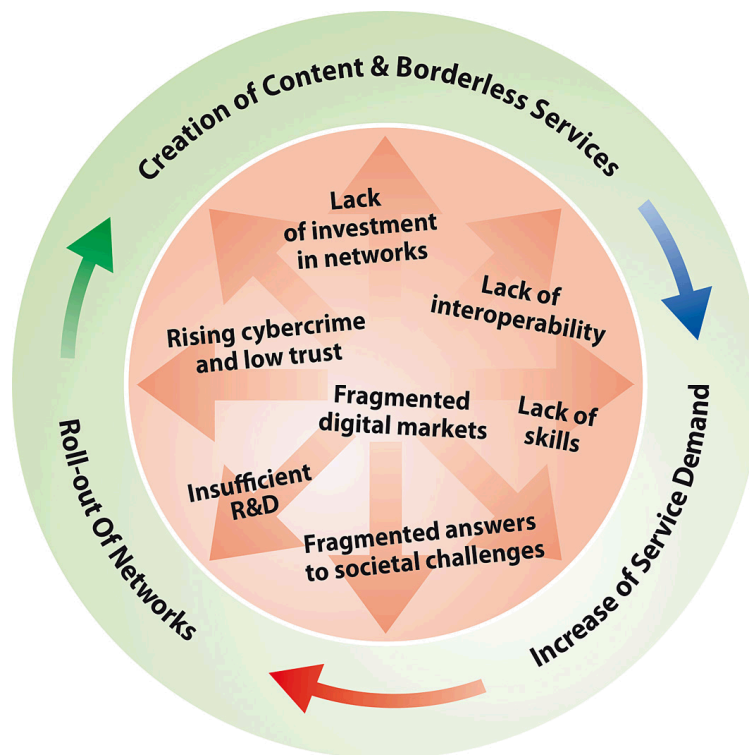 Creation of Content & Borderless Services
Lack
of investment
in networks
Lack of
interoperability
Rising cybercrime
and low trust
Fragmented
digital markets
Lack of
skills
Insufficient
R&D
Fragmented answers
to societal challenges
Increase of Service Demand
Roll-out Of Networks